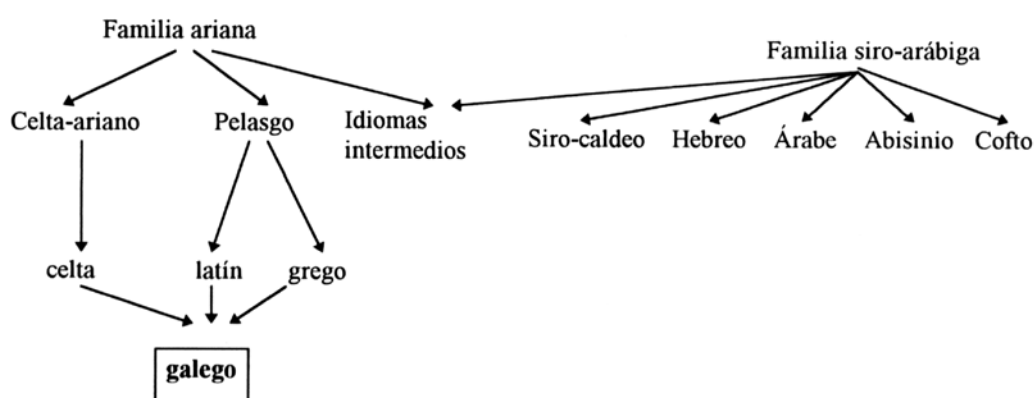 Familia ariana
Familia siro-arábiga
Celta-ariano
Pelasgo
Idiomas
intermedios
Siro-caldeo
Hebreo
Árabe
Abisinio
Cofto
celta
latín
grego
galego